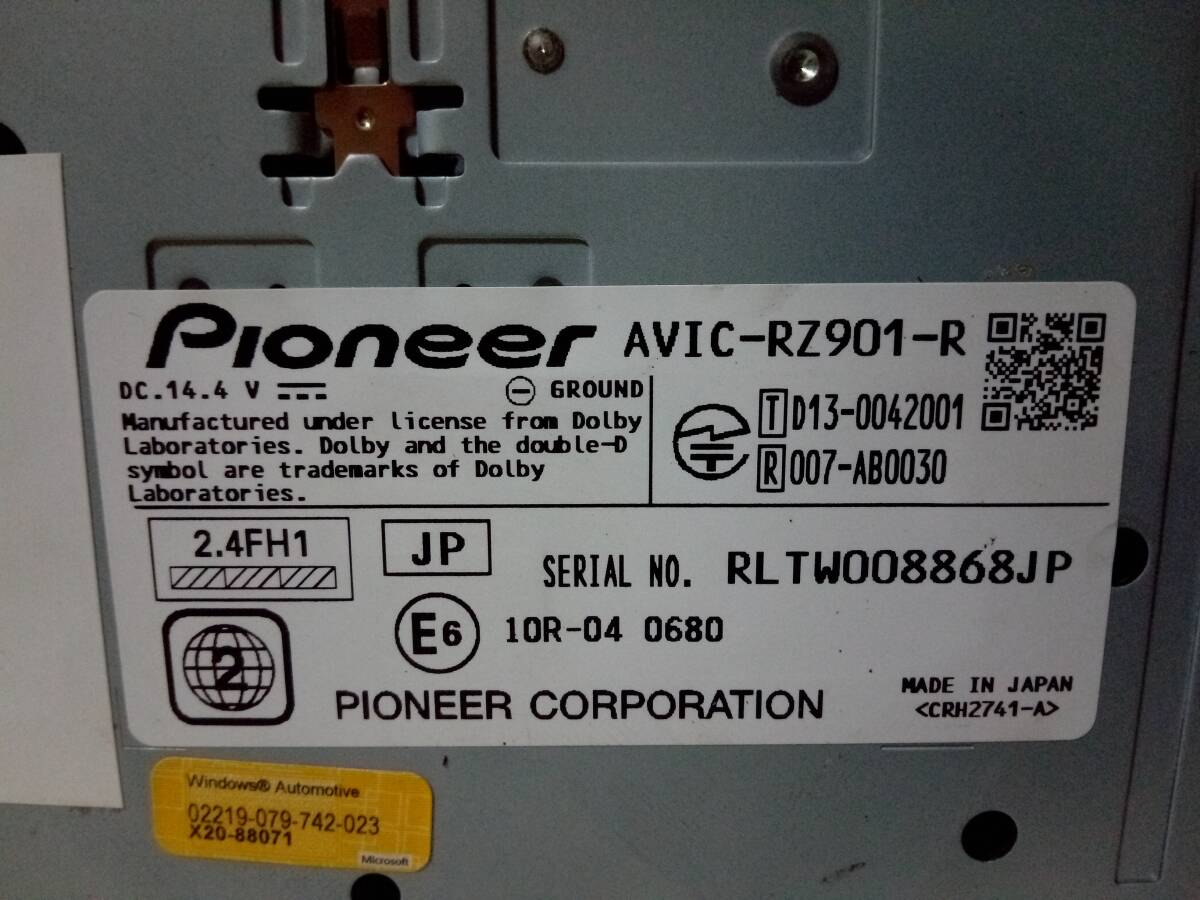 Pioneer AVIC-RZ901-R
DC.14.4 V GROUND
Manufactured under license from Dolby
Laboratories. Dolby and the double-D
symbol are trademarks of Dolby
Laboratories.
T D13-0042001
R 007-AB0030
2.4FH1
JP
SERIAL NO. RLTW008868JP
2
E6 10R-04 0680
PIONEER CORPORATION
MADE IN JAPAN
<CRH2741-A>
Windows® Automotive
02219-079-742-023
X20-88071
Microsoft